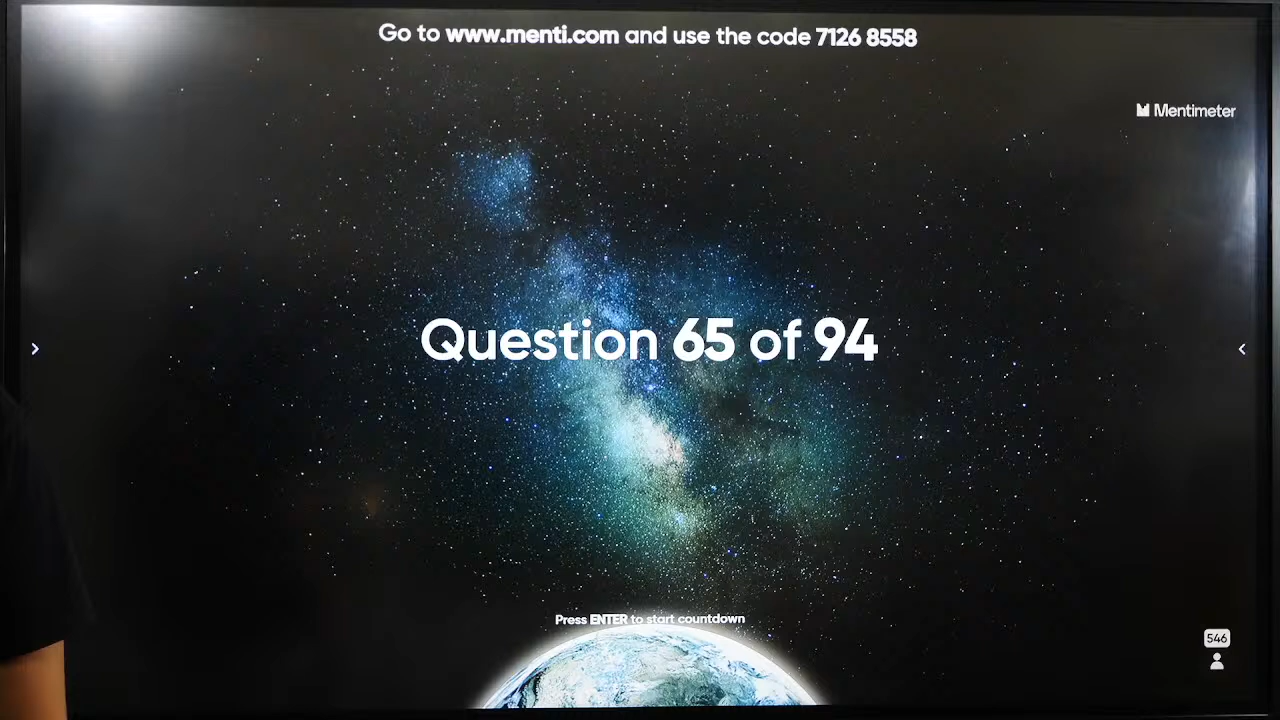 Go to www.menti.com and use the code 7126 8558
Mentimeter
Question 65 of 94
Press ENTER to start countdown
546